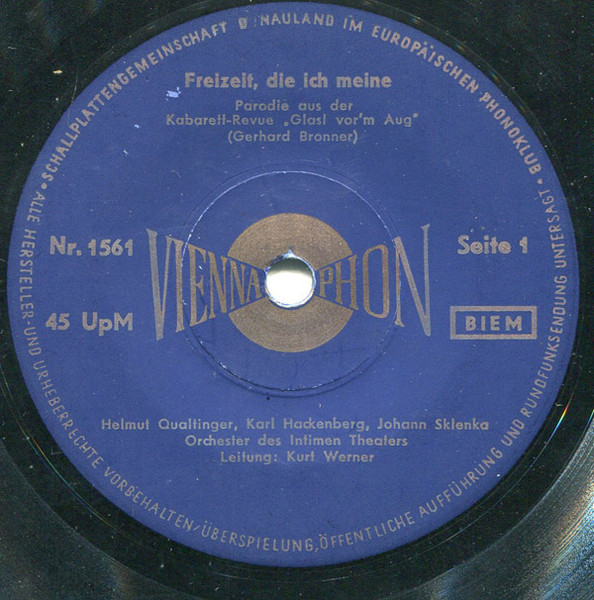 SCHALLPLATTENGEMEINSCHAFT DONAULAND IM EUROPÄISCHEN PHONOKLUB ·
Freizeit, die ich meine
Parodie aus der
Kabarett-Revue „Glasl vor'm Aug"
(Gerhard Bronner)
Nr. 1561
Seite 1
VIENNAPHON
45 UpM
BIEM
Helmut Qualtinger, Karl Hackenberg, Johann Sklenka
Orchester des Intimen Theaters
Leitung: Kurt Werner
· ALLE HERSTELLER- UND URHEBERRECHTE VORBEHALTEN/ÜBERSPIELUNG, ÖFFENTLICHE AUFFÜHRUNG UND RUNDFUNKSENDUNG UNTERSAGT ·